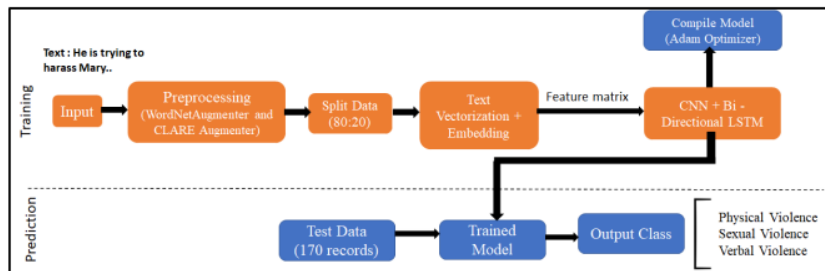 Compile Model
(Adam Optimizer)
Text : He is trying to
harass Mary..
Training
Input
Preprocessing
(WordNetAugmenter and
CLARE Augmenter)
Split Data
(80:20)
Text
Vectorization +
Embedding
Feature matrix
CNN + Bi -
Directional LSTM
Prediction
Test Data
(170 records)
Trained
Model
Output Class
Physical Violence
Sexual Violence
Verbal Violence